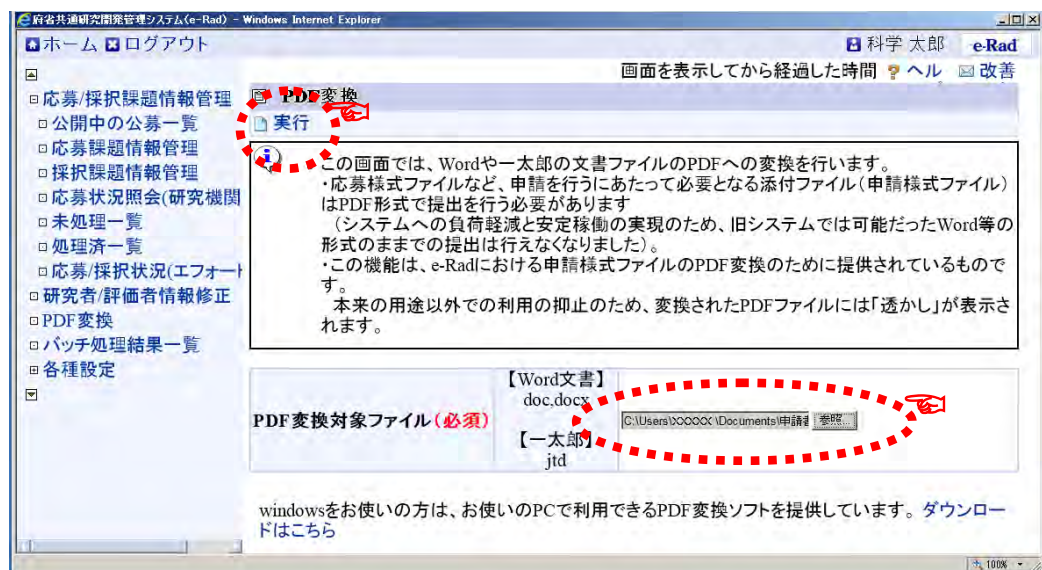 府省共通研究開発管理システム(e-Rad) - Windows Internet Explorer
ホーム ログアウト 科学 太郎 e-Rad
画面を表示してから経過した時間 ヘル 改善
応募/採択課題情報管理
公開中の公募一覧
応募課題情報管理
採択課題情報管理
応募状況照会(研究機関
未処理一覧
処理済一覧
応募/採択状況(エフォート
研究者/評価者情報修正
PDF変換
バッチ処理結果一覧
各種設定
PDF変換
実行
この画面では、Wordや一太郎の文書ファイルのPDFへの変換を行います。
・応募様式ファイルなど、申請を行うにあたって必要となる添付ファイル(申請様式ファイル)
はPDF形式で提出を行う必要があります
(システムへの負荷軽減と安定稼働の実現のため、旧システムでは可能だったWord等の
形式のままでの提出は行えなくなりました)。
・この機能は、e-Radにおける申請様式ファイルのPDF変換のために提供されているもので
す。
本来の用途以外での利用の抑止のため、変換されたPDFファイルには「透かし」が表示さ
れます。
PDF変換対象ファイル(必須)
【Word文書】
doc,docx
【一太郎】
jtd
C:\Users\XXXXX \Documents\申請書 参照...
windowsをお使いの方は、お使いのPCで利用できるPDF変換ソフトを提供しています。ダウンロー
ドはこちら
100%